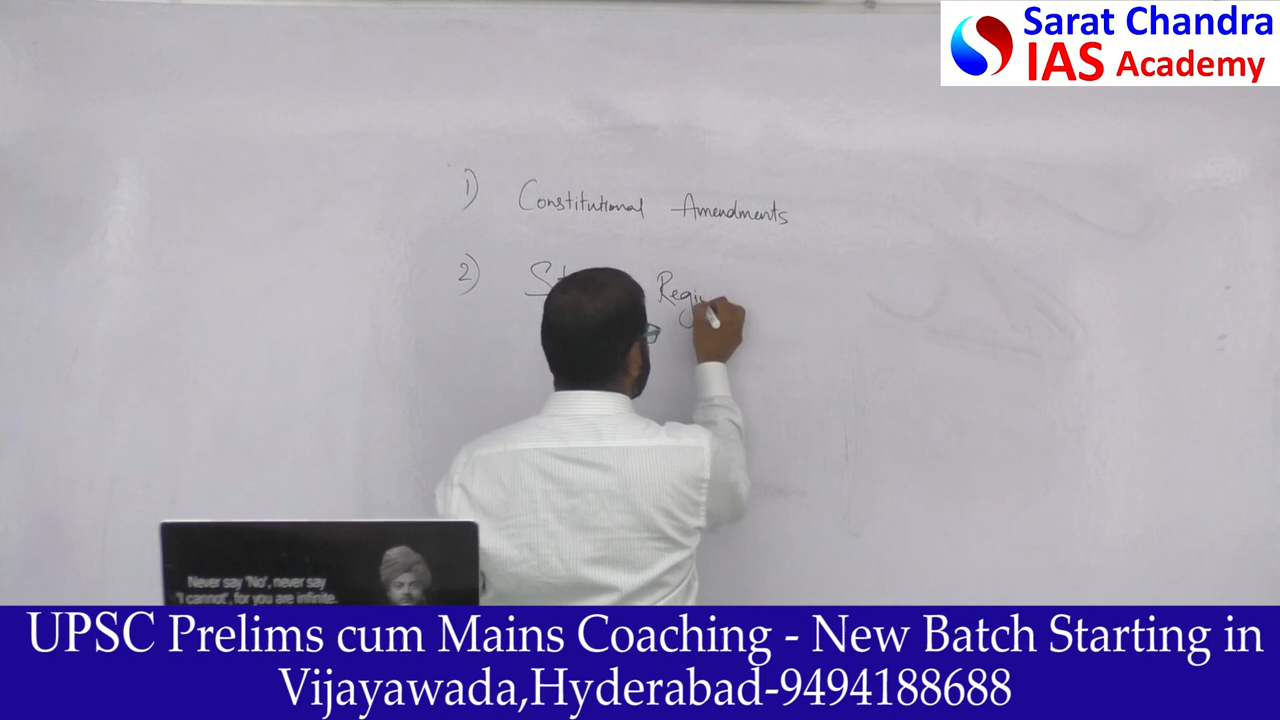 Sarat Chandra
IAS Academy
1) Constitutional Amendments
2)
Never say 'No', never say
'I cannot', for you are infinite.
UPSC Prelims cum Mains Coaching - New Batch Starting in
Vijayawada,Hyderabad-9494188688